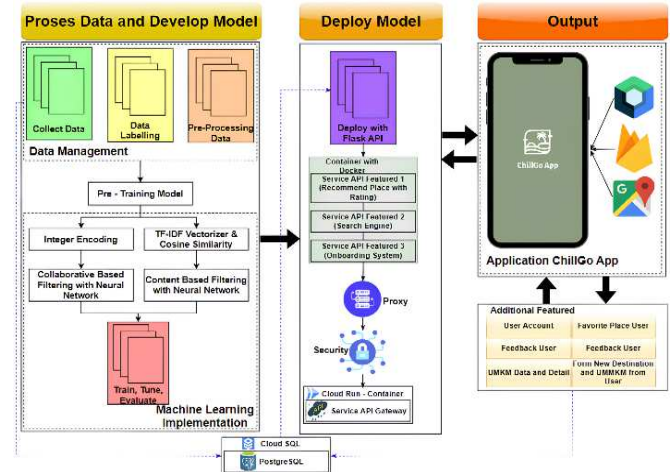 Proses Data and Develop Model
Deploy Model
Output
Collect Data
Data
Labelling
Pre-Processing
Data
Data Management
Pre - Training Model
Integer Encoding
TF-IDF Vectorizer &
Cosine Similarity
Collaborative Based
Filtering with Neural
Network
Content Based Filtering
with Neural Network
Train, Tune,
Evaluate
Machine Learning
Implementation
Deploy with
Flask API
Container with
Docker
Service API Featured 1
(Recommend Place with
Rating)
Service API Featured 2
(Search Engine)
Service API Featured 3
(Onboarding System)
Proxy
Security
Cloud Run - Container
Service API Gateway
ChillGo App
G
Application ChillGo App
Additional Featured
User Account
Favorite Place User
Feedback User
Feedback User
UMKM Data and Detail
Form New Destination
and UMMKM from
User
Cloud SQL
PostgreSQL